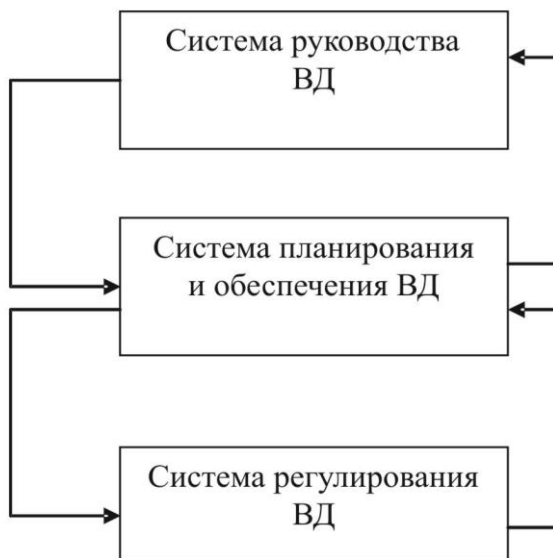 Система руководства
ВД
Система планирования
и обеспечения ВД
Система регулирования
ВД